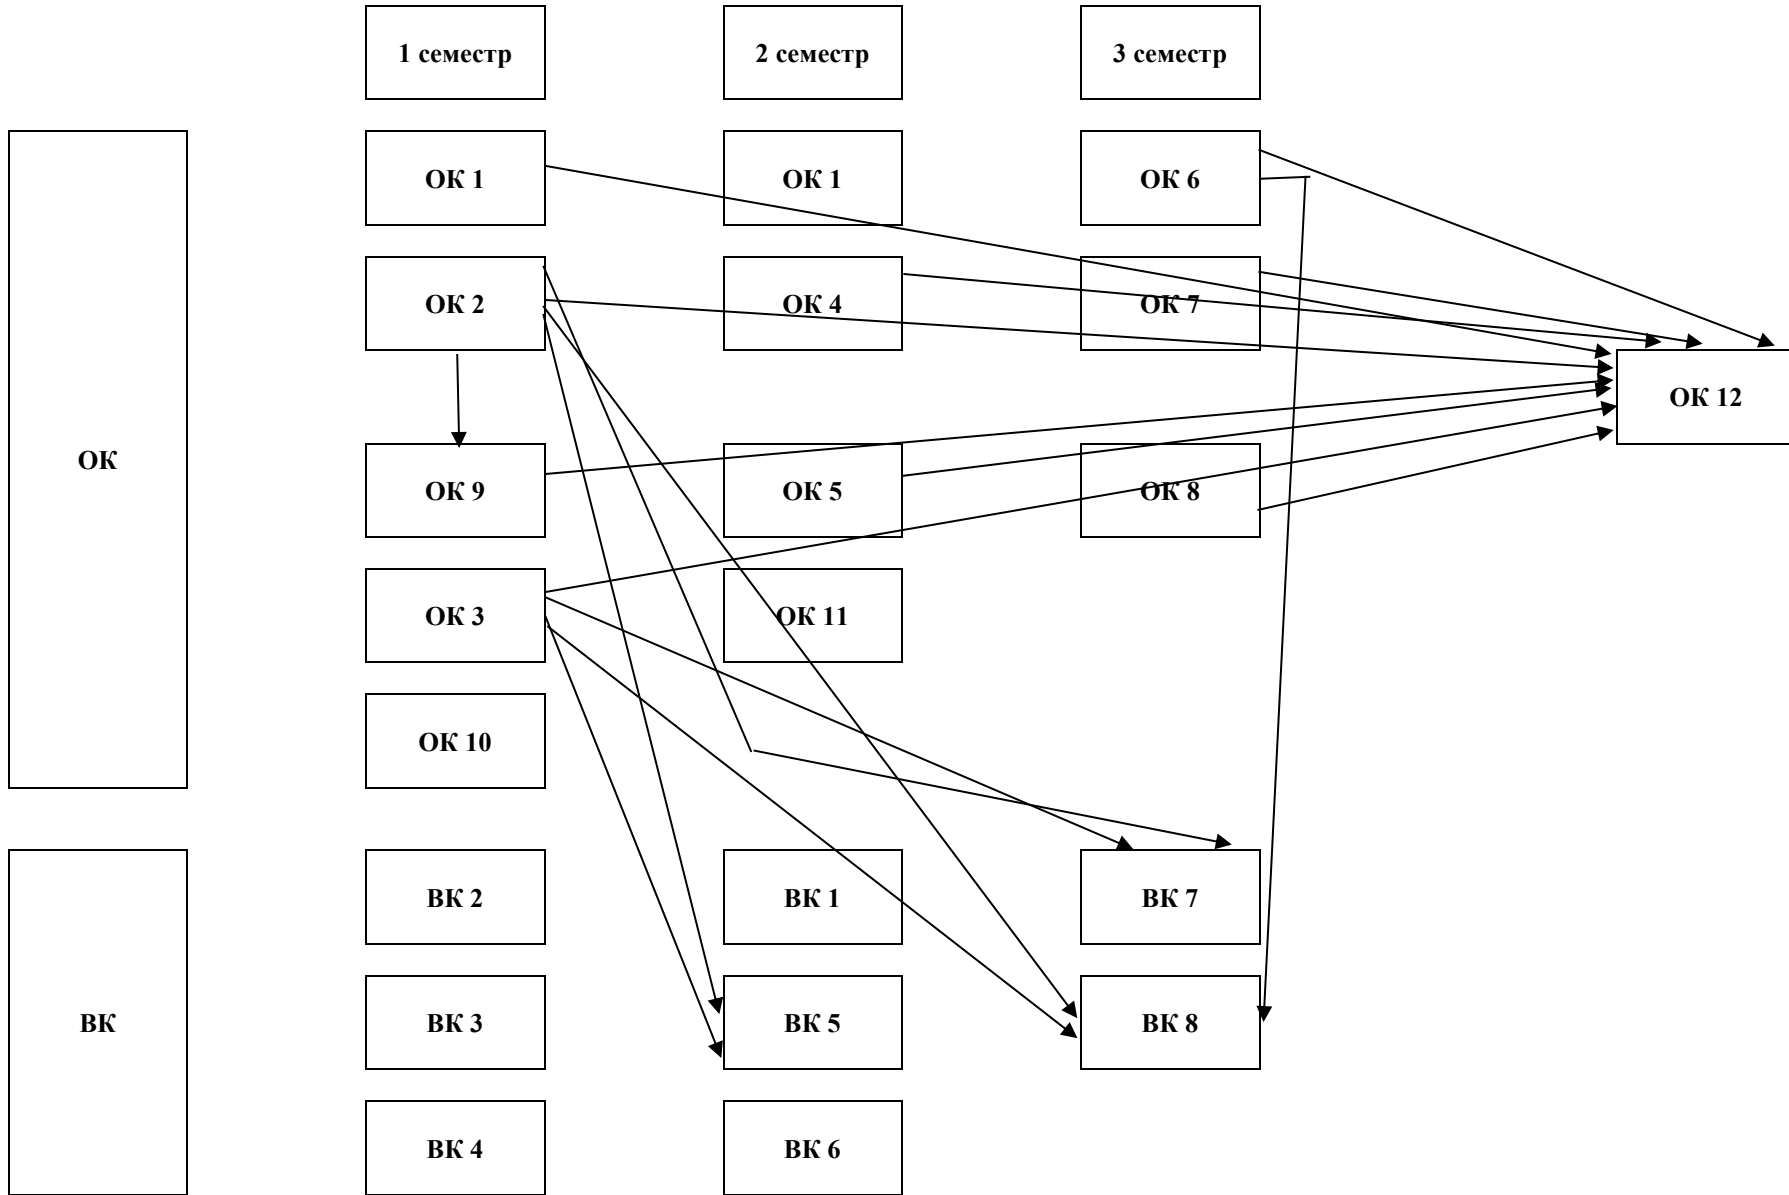 1 семестр
2 семестр
3 семестр
ОК 1
ОК 1
ОК 6
ОК 2
ОК 4
ОК 7
ОК 12
ОК
ОК 9
ОК 5
ОК 8
ОК 3
ОК 11
ОК 10
ВК 2
ВК 1
ВК 7
ВК
ВК 3
ВК 5
ВК 8
ВК 4
ВК 6